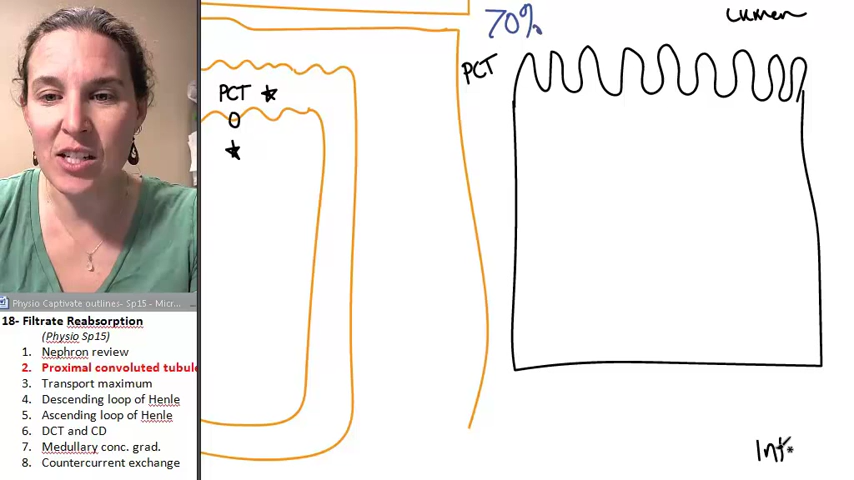 70%
Lumen
PCT
PCT
Physio Captivate outlines- Sp15 - Micr...
18- Filtrate Reabsorption
(Physio Sp15)
1. Nephron review
2. Proximal convoluted tubule
3. Transport maximum
4. Descending loop of Henle
5. Ascending loop of Henle
6. DCT and CD
7. Medullary conc. grad.
8. Countercurrent exchange
Int